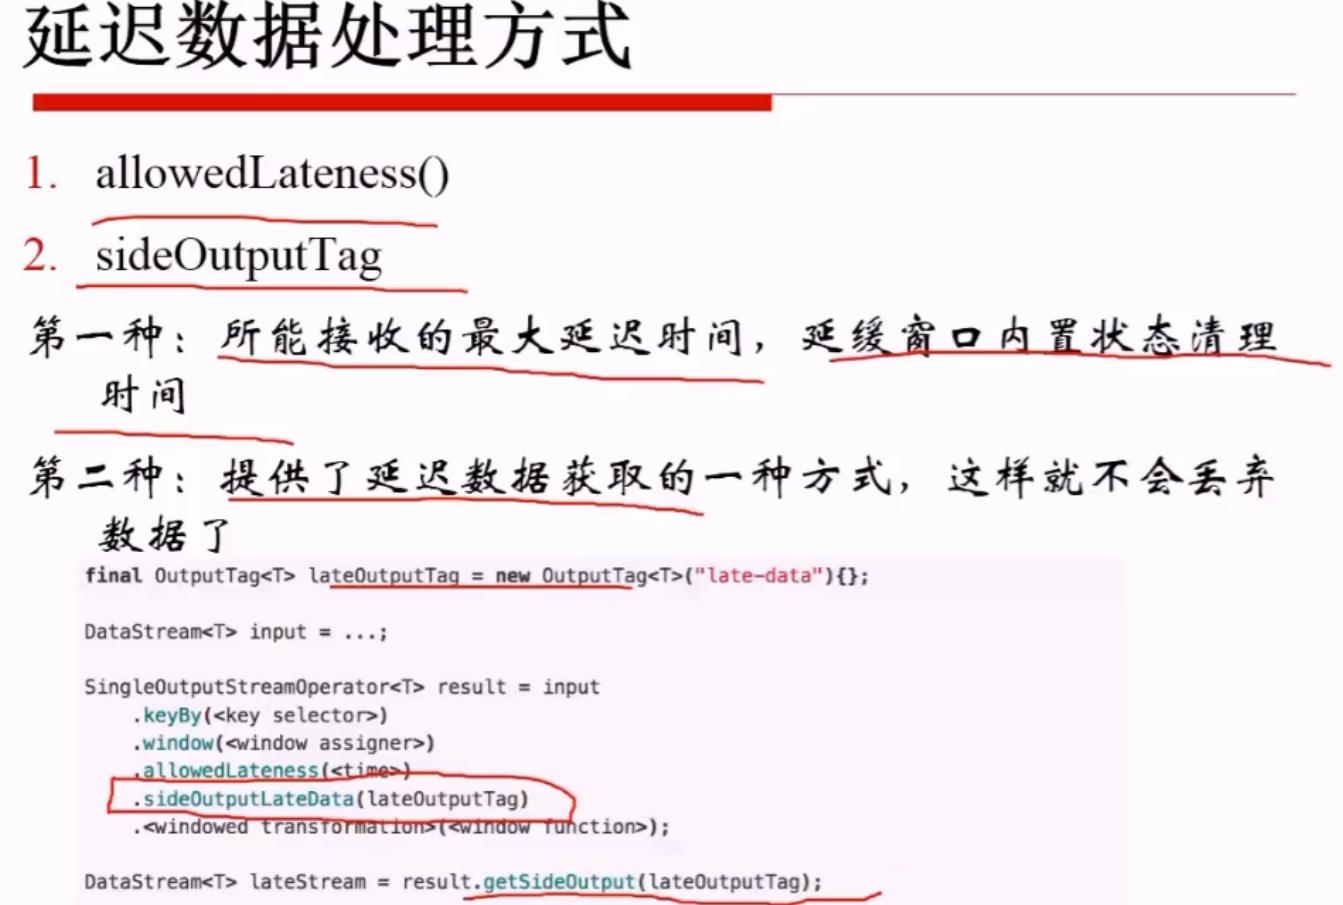 延迟数据处理方式
1. allowedLateness()
2. sideOutputTag
第一种：所能接收的最大延迟时间，延缓窗口内置状态清理
时间
第二种：提供了延迟数据获取的一种方式，这样就不会丢弃
数据了
final OutputTag<T> lateOutputTag = new OutputTag<T>("late-data"){};
DataStream<T> input = ...;
SingleOutputStreamOperator<T> result = input
    .keyBy(<key selector>)
    .window(<window assigner>)
    .allowedLateness(<time>)
    .sideOutputLateData(lateOutputTag)
    .<windowed transformation>(<window function>);
DataStream<T> lateStream = result.getSideOutput(lateOutputTag);